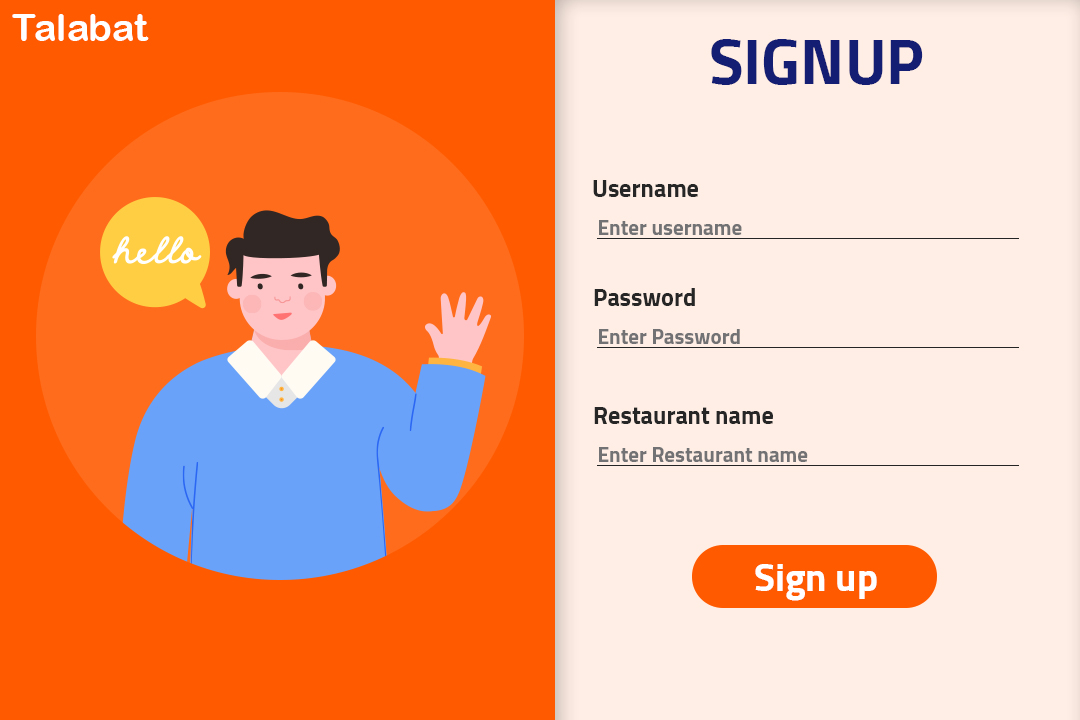 Talabat
hello
SIGNUP
Username
Enter username
Password
Enter Password
Restaurant name
Enter Restaurant name
Sign up